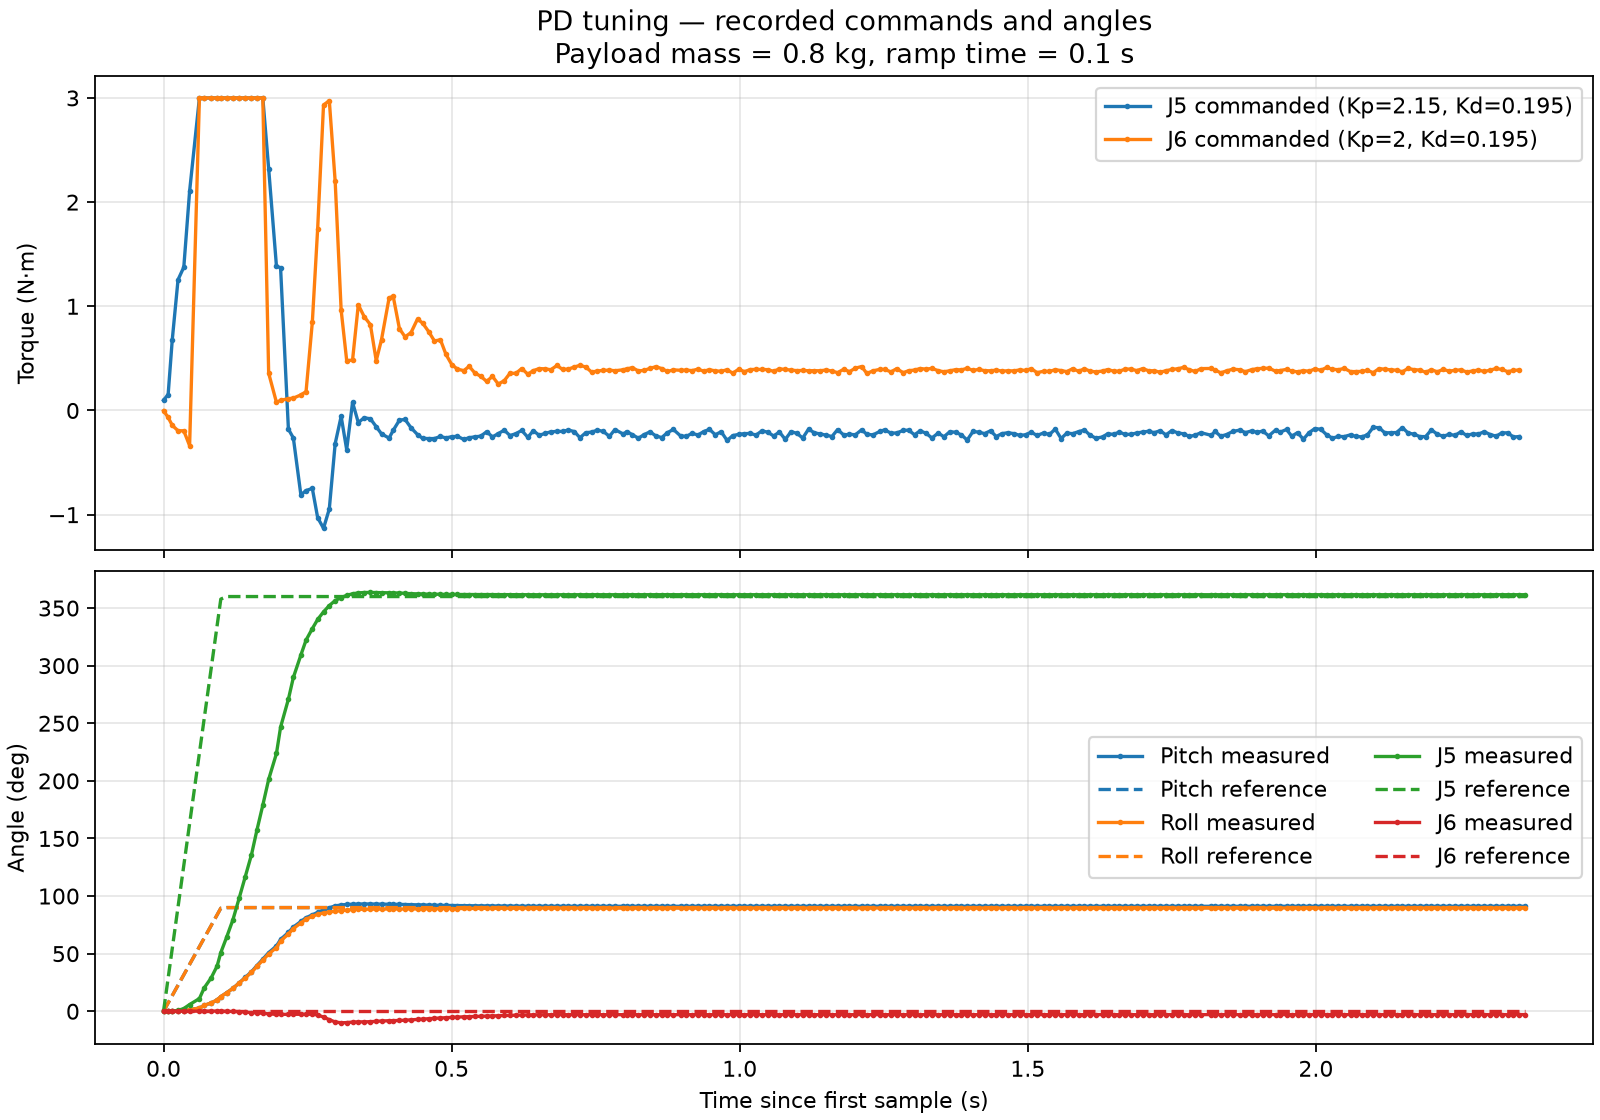 PD tuning — recorded commands and angles
Payload mass = 0.8 kg, ramp time = 0.1 s
Torque (N·m)
3
2
1
0
−1
J5 commanded (Kp=2.15, Kd=0.195)
J6 commanded (Kp=2, Kd=0.195)
Angle (deg)
350
300
250
200
150
100
50
0
Pitch measured
Pitch reference
Roll measured
Roll reference
J5 measured
J5 reference
J6 measured
J6 reference
0.0 0.5 1.0 1.5 2.0
Time since first sample (s)